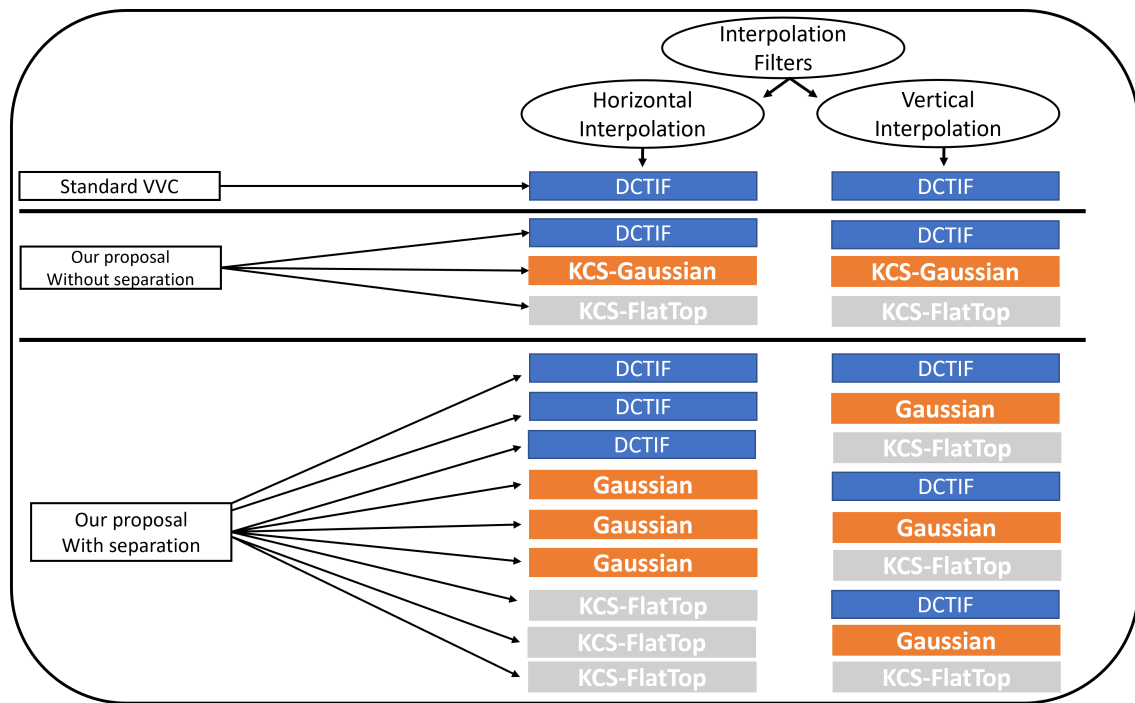 Interpolation
Filters
Horizontal
Interpolation
Vertical
Interpolation
Standard VVC
DCTIF
DCTIF
Our proposal
Without separation
DCTIF
DCTIF
KCS-Gaussian
KCS-Gaussian
KCS-FlatTop
KCS-FlatTop
Our proposal
With separation
DCTIF
DCTIF
DCTIF
Gaussian
DCTIF
KCS-FlatTop
Gaussian
DCTIF
Gaussian
Gaussian
Gaussian
KCS-FlatTop
KCS-FlatTop
DCTIF
KCS-FlatTop
Gaussian
KCS-FlatTop
KCS-FlatTop